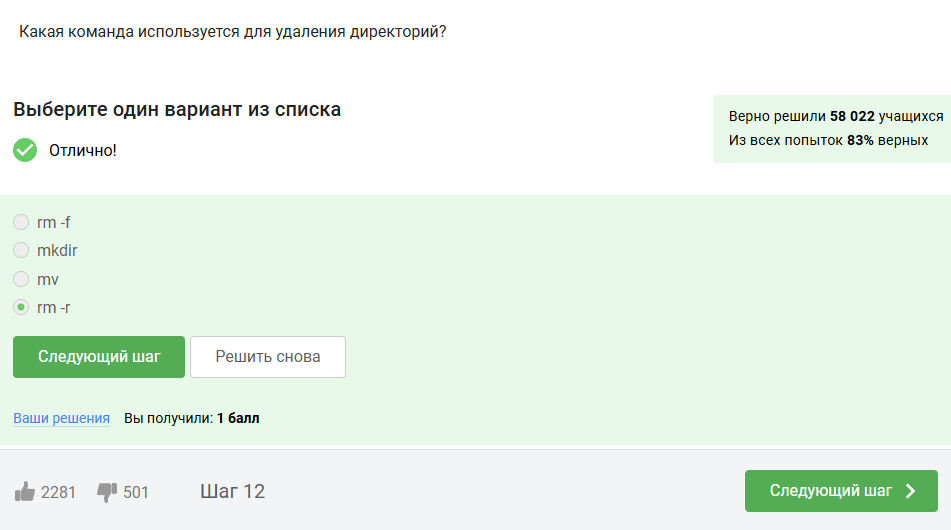 Какая команда используется для удаления директорий?
Выберите один вариант из списка
Отлично!
Верно решили 58 022 учащихся
Из всех попыток 83% верных
rm -f
mkdir
mv
rm -r
Следующий шаг
Решить снова
Ваши решения Вы получили: 1 балл
2281
501
Шаг 12
Следующий шаг